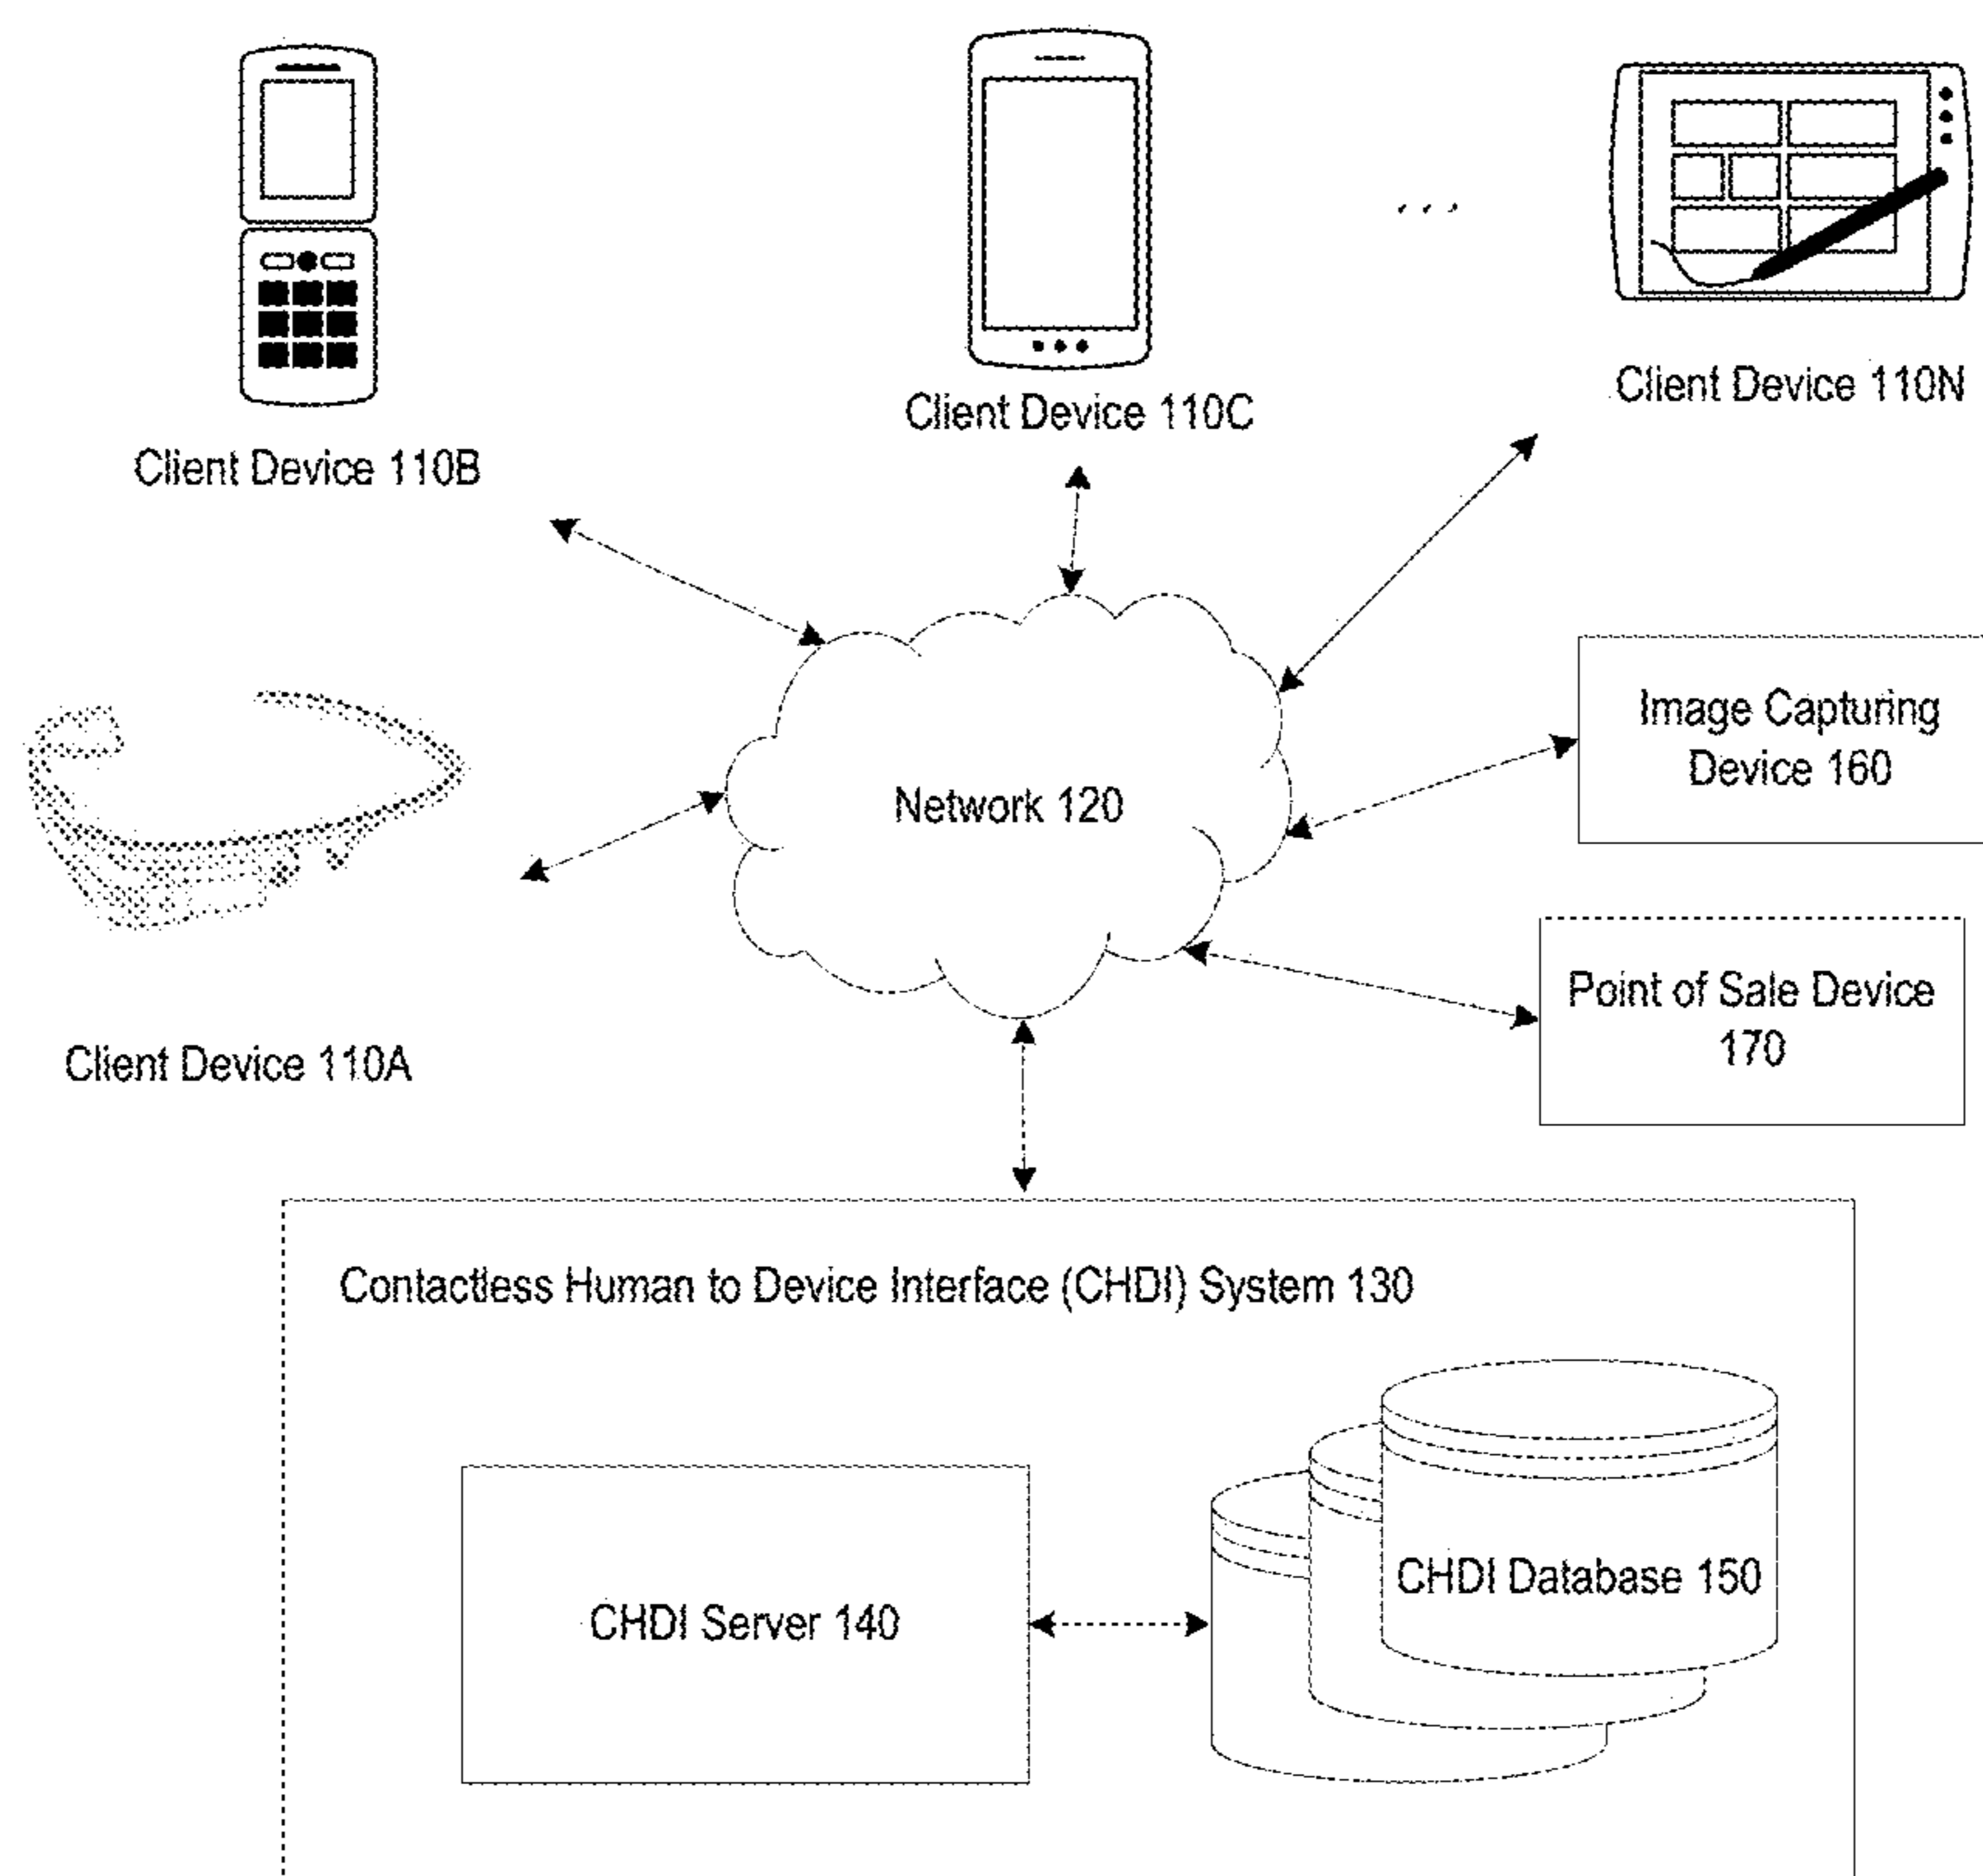 Client Device 110B
Client Device 110C
. . .
Client Device 110N
Network 120
Image Capturing
Device 160
Point of Sale Device
170
Client Device 110A
Contactless Human to Device Interface (CHDI) System 130
CHDI Server 140
CHDI Database 150